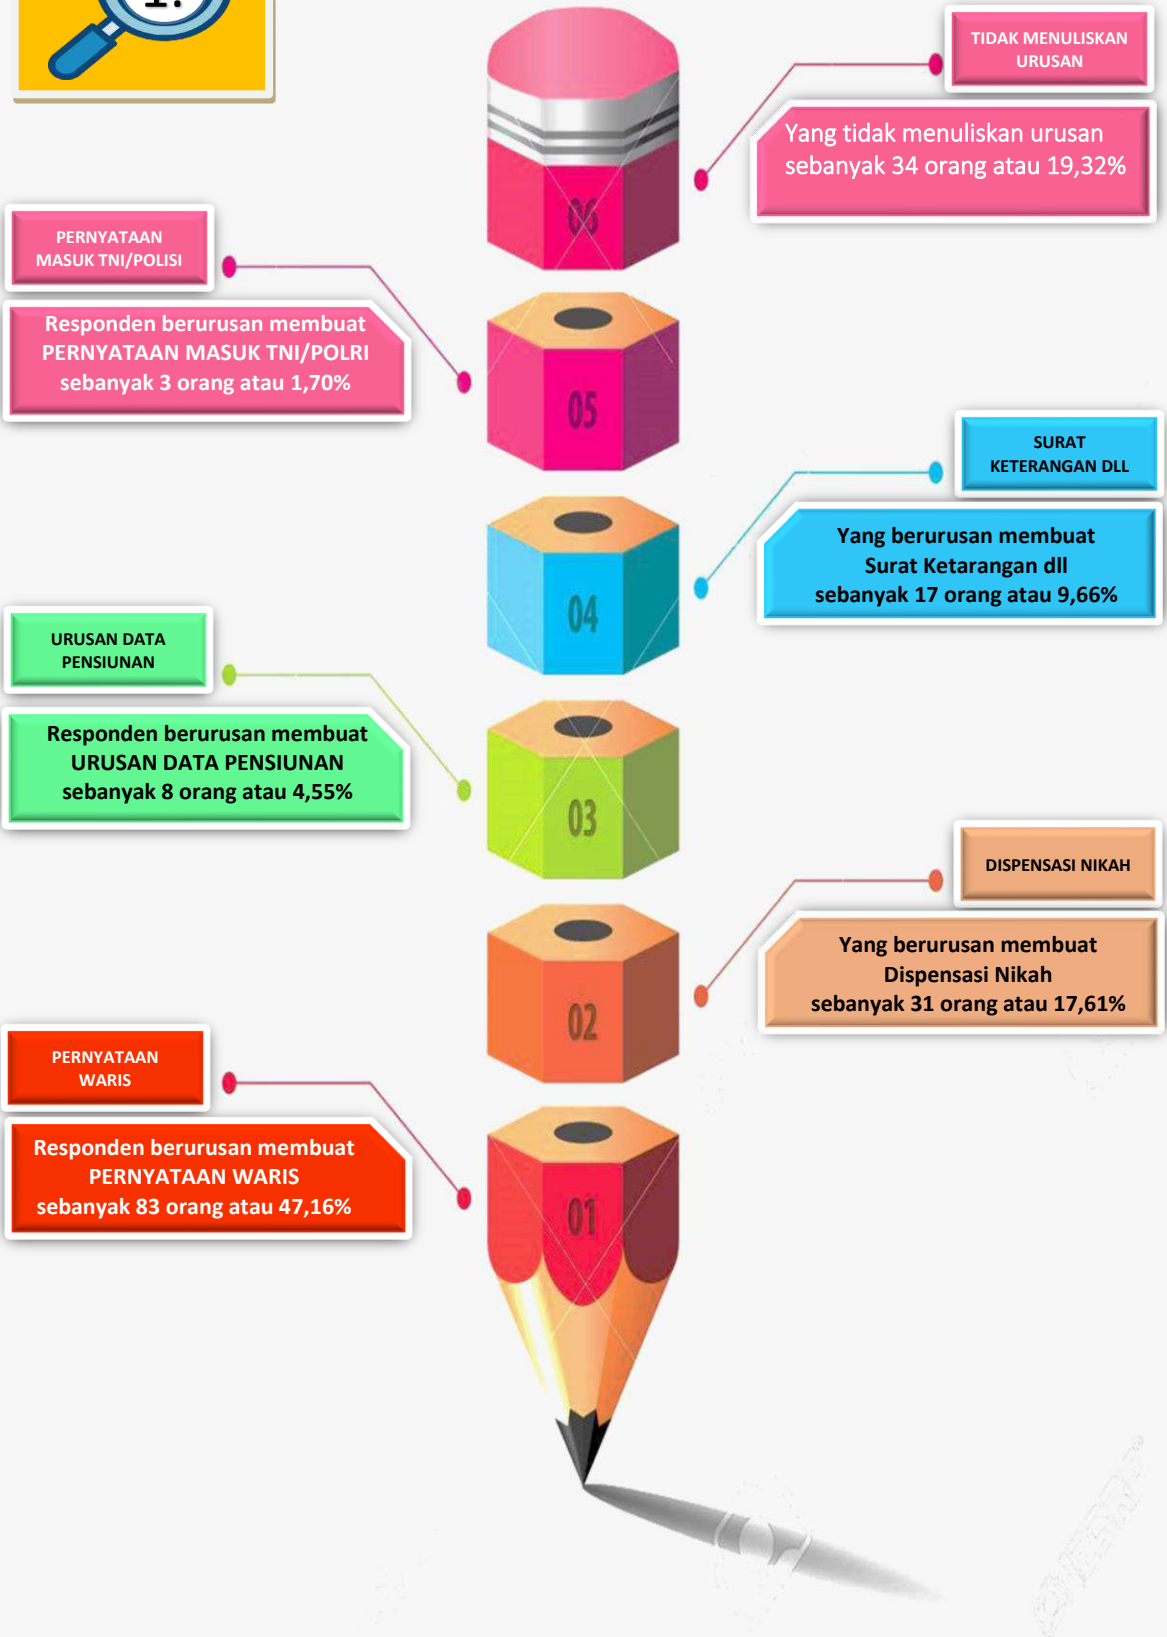 1.
TIDAK MENULISKAN
URUSAN
Yang tidak menuliskan urusan
sebanyak 34 orang atau 19,32%
06
PERNYATAAN
MASUK TNI/POLISI
Responden berurusan membuat
PERNYATAAN MASUK TNI/POLRI
sebanyak 3 orang atau 1,70%
05
SURAT
KETERANGAN DLL
Yang berurusan membuat
Surat Ketarangan dll
sebanyak 17 orang atau 9,66%
04
URUSAN DATA
PENSIUNAN
Responden berurusan membuat
URUSAN DATA PENSIUNAN
sebanyak 8 orang atau 4,55%
03
DISPENSASI NIKAH
Yang berurusan membuat
Dispensasi Nikah
sebanyak 31 orang atau 17,61%
02
PERNYATAAN
WARIS
Responden berurusan membuat
PERNYATAAN WARIS
sebanyak 83 orang atau 47,16%
01